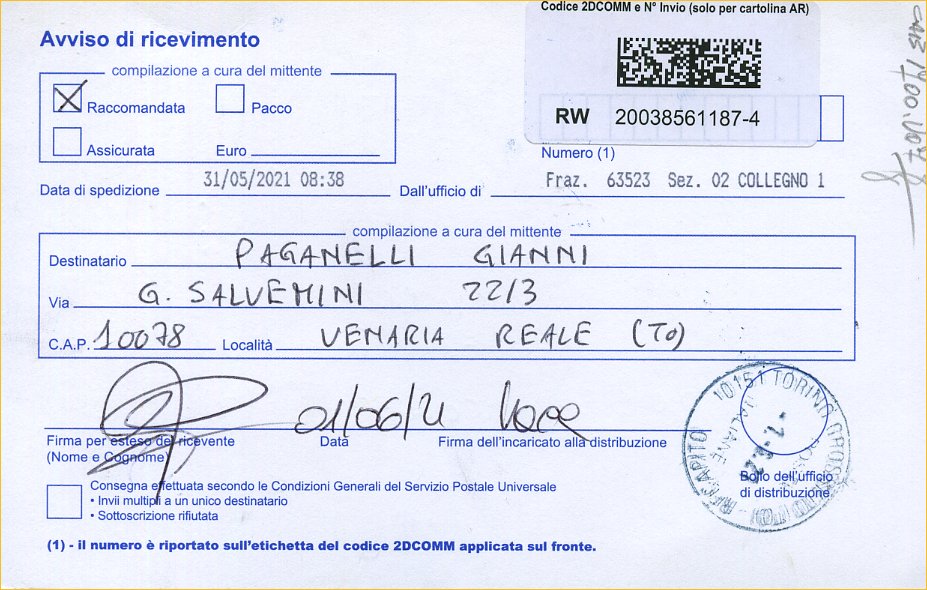 Codice 2DCOMM e N° Invio (solo per cartolina AR)
Avviso di ricevimento
compilazione a cura del mittente
Raccomandata Pacco
Assicurata Euro
RW 20038561187-4
Numero (1)
Data di spedizione 31/05/2021 08:38 Dall'ufficio di Fraz. 63523 Sez. 02 COLLEGNO 1
compilazione a cura del mittente
Destinatario PAGANELLI GIANNI
Via G. SALVEMINI 22/3
C.A.P. 10078 Località VENARIA REALE (TO)
01/06/21
Firma per esteso del ricevente Data Firma dell'incaricato alla distribuzione
(Nome e Cognome)
10151 TORINO
RECAPITO
Bollo dell'ufficio
di distribuzione
Consegna effettuata secondo le Condizioni Generali del Servizio Postale Universale
• Invii multipli a un unico destinatario
• Sottoscrizione rifiutata
(1) - il numero è riportato sull'etichetta del codice 2DCOMM applicata sul fronte.